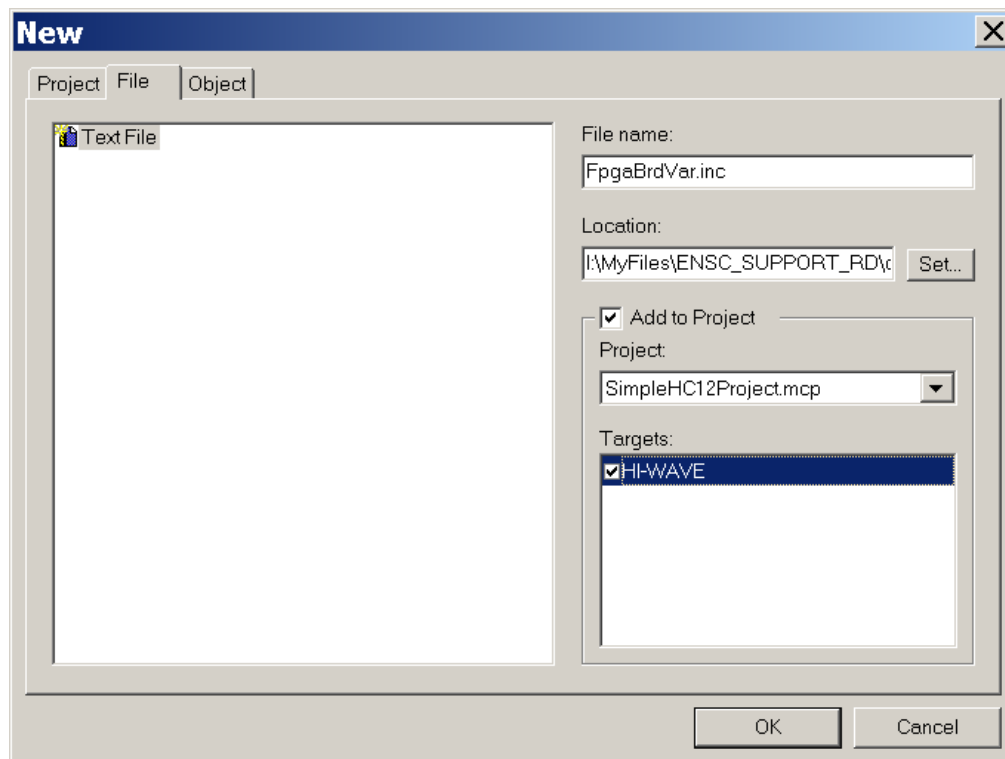 New
Project File Object
Text File
File name:
FpgaBrdVar.inc
Location:
I:\MyFiles\ENSC_SUPPORT_RD\
Set...
Add to Project
Project:
SimpleHC12Project.mcp
Targets:
HI-WAVE
OK Cancel